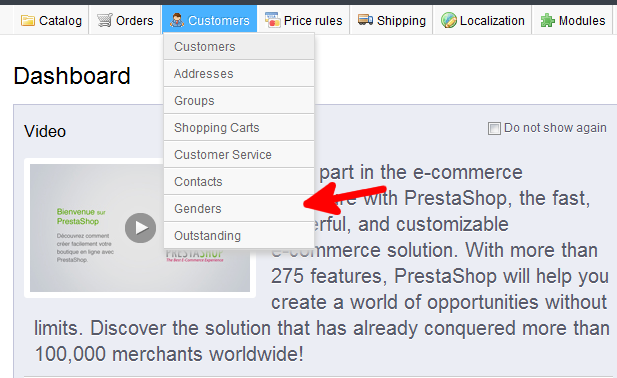 Catalog Orders Customers Price rules Shipping Localization Modules
Customers
Addresses
Groups
Shopping Carts
Customer Service
Contacts
Genders
Outstanding
Dashboard
Video
Do not show again
Bienvenue sur
PrestaShop
Découvrez comment
créer facilement votre
boutique en ligne avec
PrestaShop.
PRESTASHOP
The Best E-Commerce Experience
part in the e-commerce
with PrestaShop, the fast,
and customizable
e-commerce solution. With more than
275 features, PrestaShop will help you
create a world of opportunities without
limits. Discover the solution that has already conquered more than
100,000 merchants worldwide!